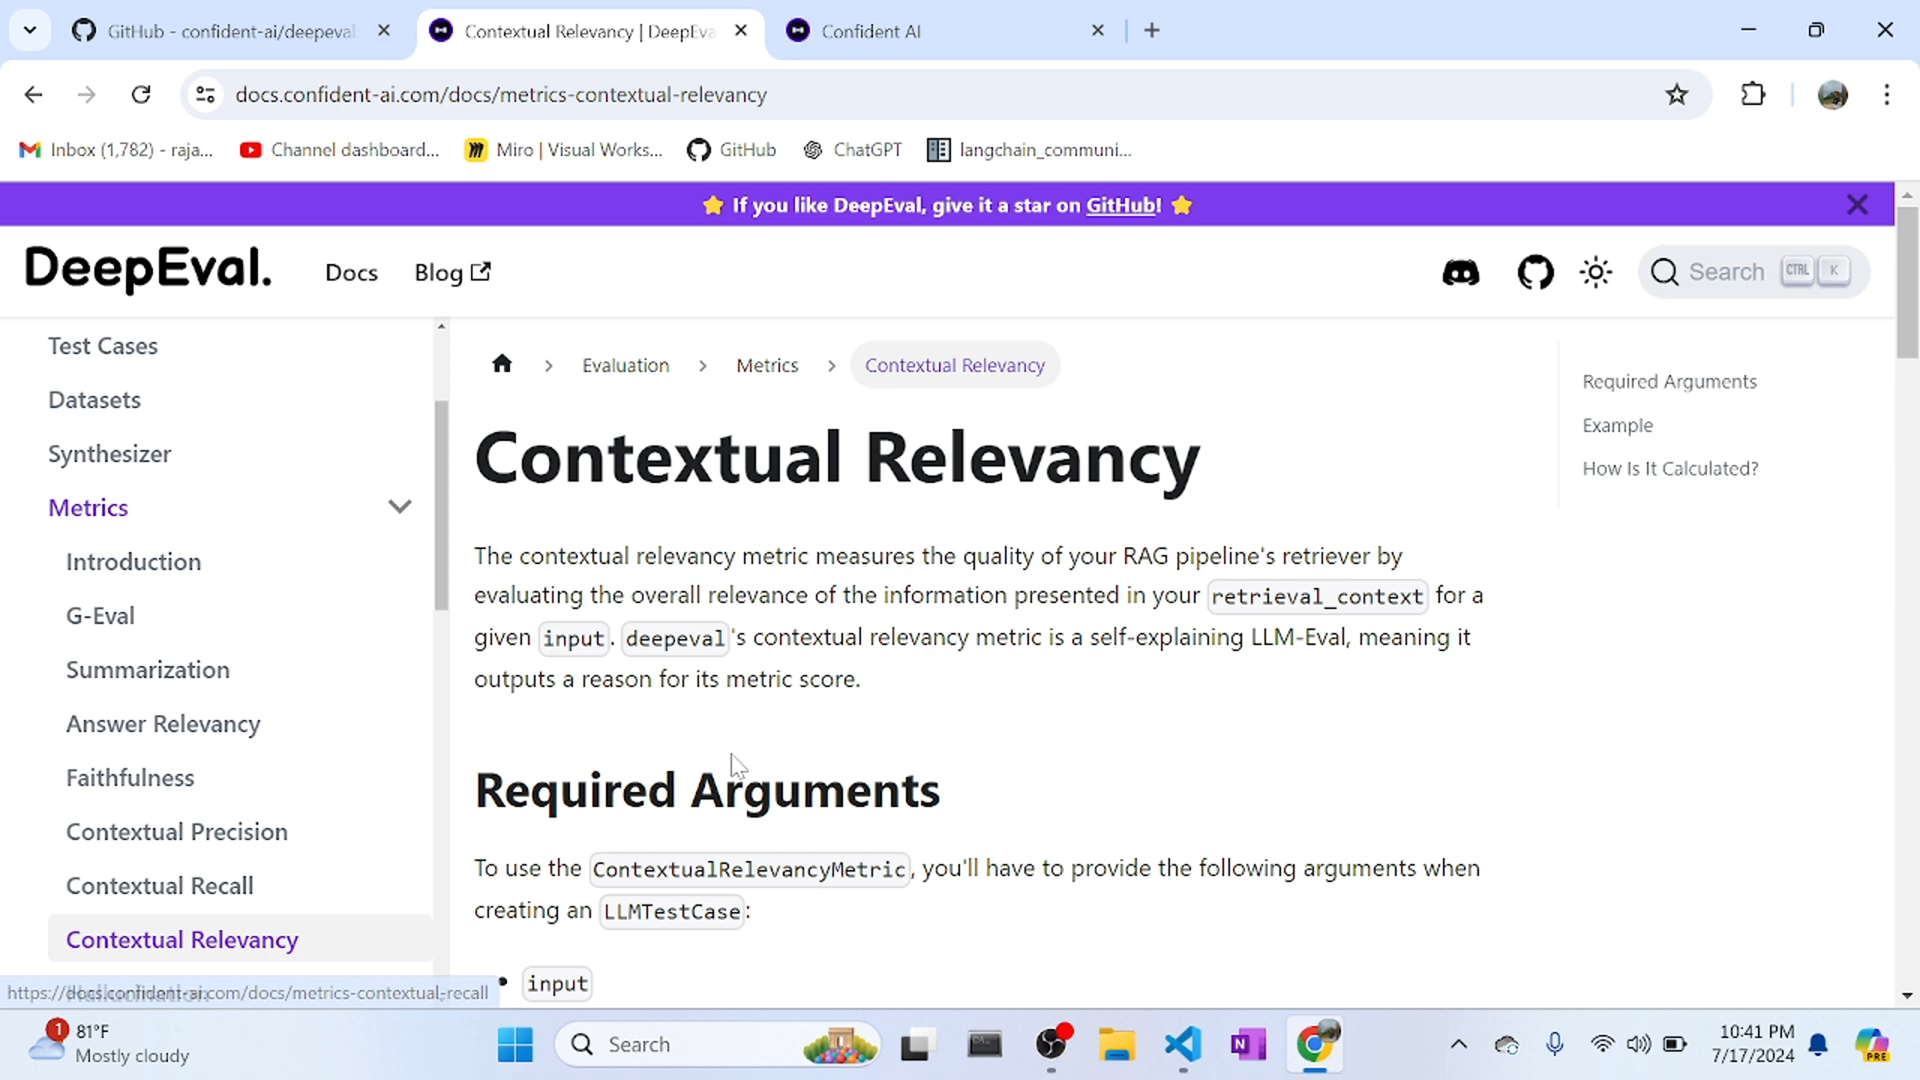 GitHub - confident-ai/deepeval:
Contextual Relevancy | DeepEva
Confident AI
docs.confident-ai.com/docs/metrics-contextual-relevancy
Inbox (1,782) - raja...
Channel dashboard...
Miro | Visual Works...
GitHub
ChatGPT
langchain_communi...
⭐ If you like DeepEval, give it a star on GitHub! ⭐
DeepEval.
Docs
Blog
Search CTRL K
Test Cases
Datasets
Synthesizer
Metrics
Introduction
G-Eval
Summarization
Answer Relevancy
Faithfulness
Contextual Precision
Contextual Recall
Contextual Relevancy
https://docs.confident-ai.com/docs/metrics-contextual-recall
Evaluation > Metrics > Contextual Relevancy
Contextual Relevancy
The contextual relevancy metric measures the quality of your RAG pipeline's retriever by
evaluating the overall relevance of the information presented in your retrieval_context for a
given input. deepeval's contextual relevancy metric is a self-explaining LLM-Eval, meaning it
outputs a reason for its metric score.
Required Arguments
To use the ContextualRelevancyMetric, you'll have to provide the following arguments when
creating an LLMTestCase:
• input
Required Arguments
Example
How Is It Calculated?
1
81°F
Mostly cloudy
Search
N
10:41 PM
7/17/2024
PRE